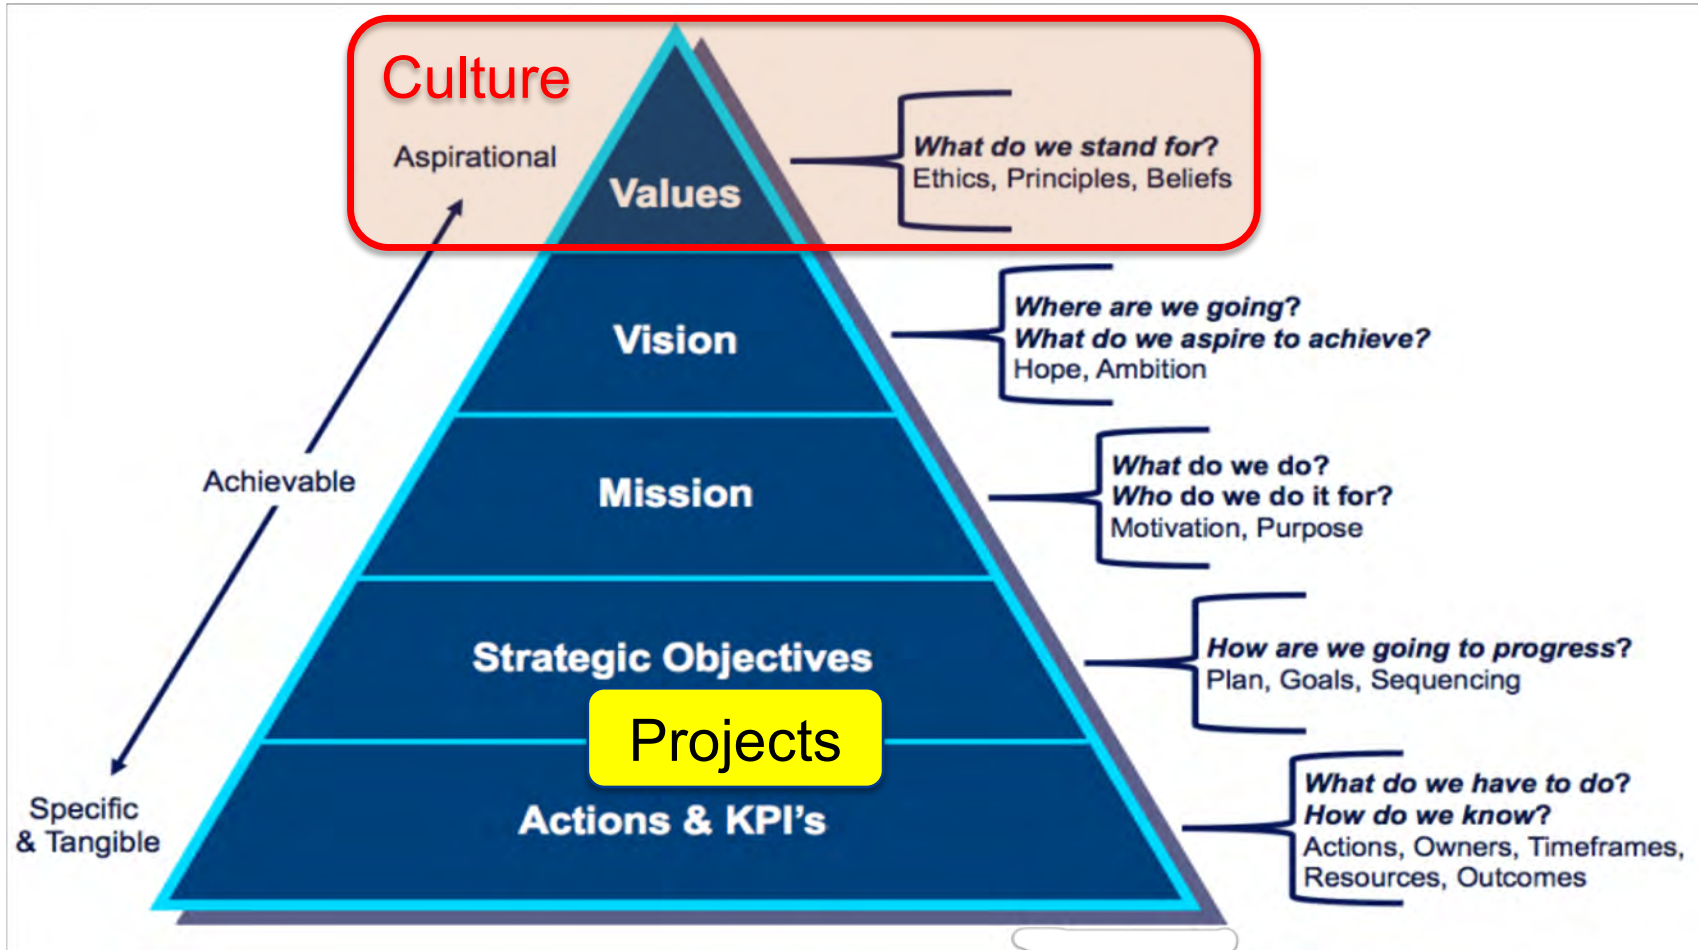 Culture
Aspirational
Values
What do we stand for?
Ethics, Principles, Beliefs
Vision
Where are we going?
What do we aspire to achieve?
Hope, Ambition
Achievable
Mission
What do we do?
Who do we do it for?
Motivation, Purpose
Strategic Objectives
How are we going to progress?
Plan, Goals, Sequencing
Projects
Specific
& Tangible
Actions & KPI's
What do we have to do?
How do we know?
Actions, Owners, Timeframes,
Resources, Outcomes